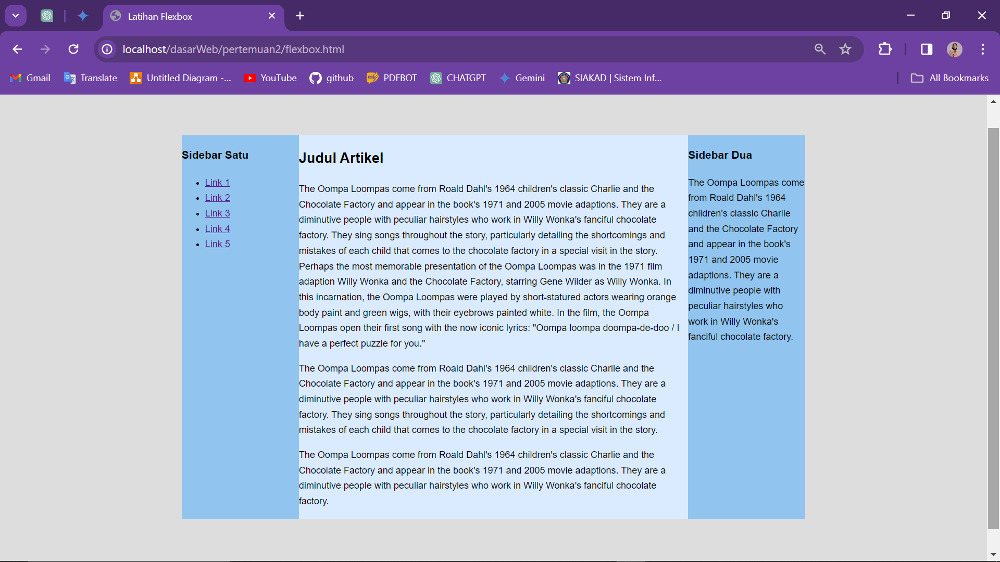 Latihan Flexbox
localhost/dasarWeb/pertemuan2/flexbox.html
Gmail
Translate
Untitled Diagram -...
YouTube
github
PDFBOT
CHATGPT
Gemini
SIAKAD | Sistem Inf...
All Bookmarks
Sidebar Satu
Link 1
Link 2
Link 3
Link 4
Link 5
Judul Artikel
The Oompa Loompas come from Roald Dahl's 1964 children's classic Charlie and the
Chocolate Factory and appear in the book's 1971 and 2005 movie adaptions. They are a
diminutive people with peculiar hairstyles who work in Willy Wonka's fanciful chocolate
factory. They sing songs throughout the story, particularly detailing the shortcomings and
mistakes of each child that comes to the chocolate factory in a special visit in the story.
Perhaps the most memorable presentation of the Oompa Loompas was in the 1971 film
adaption Willy Wonka and the Chocolate Factory, starring Gene Wilder as Willy Wonka. In
this incarnation, the Oompa Loompas were played by short-statured actors wearing orange
body paint and green wigs, with their eyebrows painted white. In the film, the Oompa
Loompas open their first song with the now iconic lyrics: "Oompa loompa doompa-de-doo / I
have a perfect puzzle for you."
The Oompa Loompas come from Roald Dahl's 1964 children's classic Charlie and the
Chocolate Factory and appear in the book's 1971 and 2005 movie adaptions. They are a
diminutive people with peculiar hairstyles who work in Willy Wonka's fanciful chocolate
factory. They sing songs throughout the story, particularly detailing the shortcomings and
mistakes of each child that comes to the chocolate factory in a special visit in the story.
The Oompa Loompas come from Roald Dahl's 1964 children's classic Charlie and the
Chocolate Factory and appear in the book's 1971 and 2005 movie adaptions. They are a
diminutive people with peculiar hairstyles who work in Willy Wonka's fanciful chocolate
factory.
Sidebar Dua
The Oompa Loompas come
from Roald Dahl's 1964
children's classic Charlie
and the Chocolate Factory
and appear in the book's
1971 and 2005 movie
adaptions. They are a
diminutive people with
peculiar hairstyles who
work in Willy Wonka's
fanciful chocolate factory.